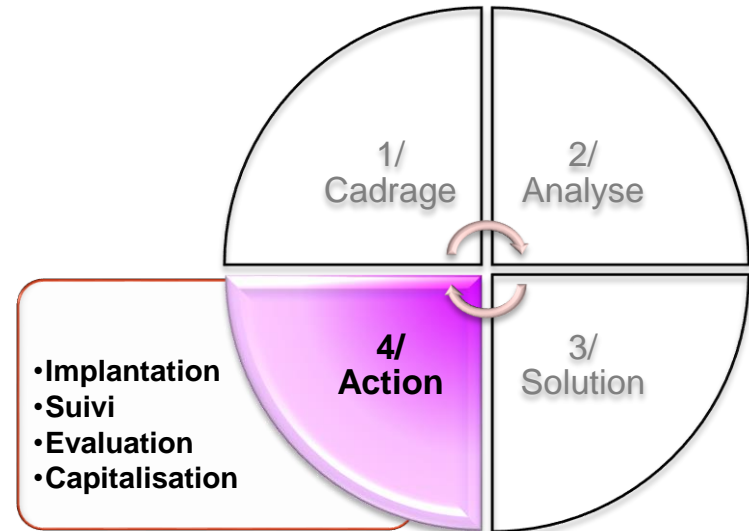 1/
Cadrage
2/
Analyse
3/
Solution
4/
Action
•Implantation
•Suivi
•Evaluation
•Capitalisation